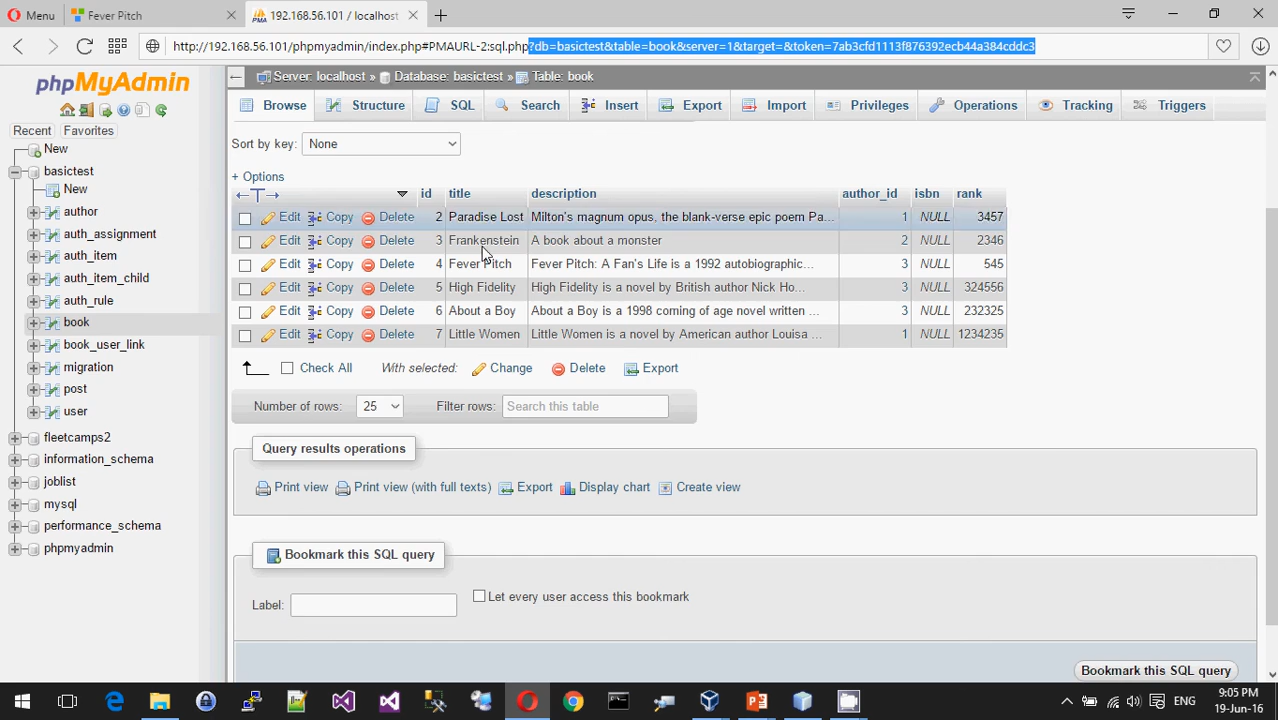 Menu
Fever Pitch
PMA
192.168.56.101 / localhost
http://192.168.56.101/phpmyadmin/index.php#PMAURL-2:sql.php?db=basictest&table=book&server=1&target=&token=7ab3cfd1113f876392ecb44a384cddc3
phpMyAdmin
Recent Favorites
New
basictest
New
author
auth_assignment
auth_item
auth_item_child
auth_rule
book
book_user_link
migration
post
user
fleetcamps2
information_schema
joblist
mysql
performance_schema
phpmyadmin
Server: localhost » Database: basictest » Table: book
Browse Structure SQL Search Insert Export Import Privileges Operations Tracking Triggers
Sort by key: None
+ Options
←T→ id title description author_id isbn rank
Edit Copy Delete 2 Paradise Lost Milton's magnum opus, the blank-verse epic poem Pa... 1 NULL 3457
Edit Copy Delete 3 Frankenstein A book about a monster 2 NULL 2346
Edit Copy Delete 4 Fever Pitch Fever Pitch: A Fan's Life is a 1992 autobiographic... 3 NULL 545
Edit Copy Delete 5 High Fidelity High Fidelity is a novel by British author Nick Ho... 3 NULL 324556
Edit Copy Delete 6 About a Boy About a Boy is a 1998 coming of age novel written ... 3 NULL 232325
Edit Copy Delete 7 Little Women Little Women is a novel by American author Louisa ... 1 NULL 1234235
Check All With selected: Change Delete Export
Number of rows: 25 Filter rows: Search this table
Query results operations
Print view Print view (with full texts) Export Display chart Create view
Bookmark this SQL query
Label: Let every user access this bookmark
Bookmark this SQL query
ENG
9:05 PM
19-Jun-16